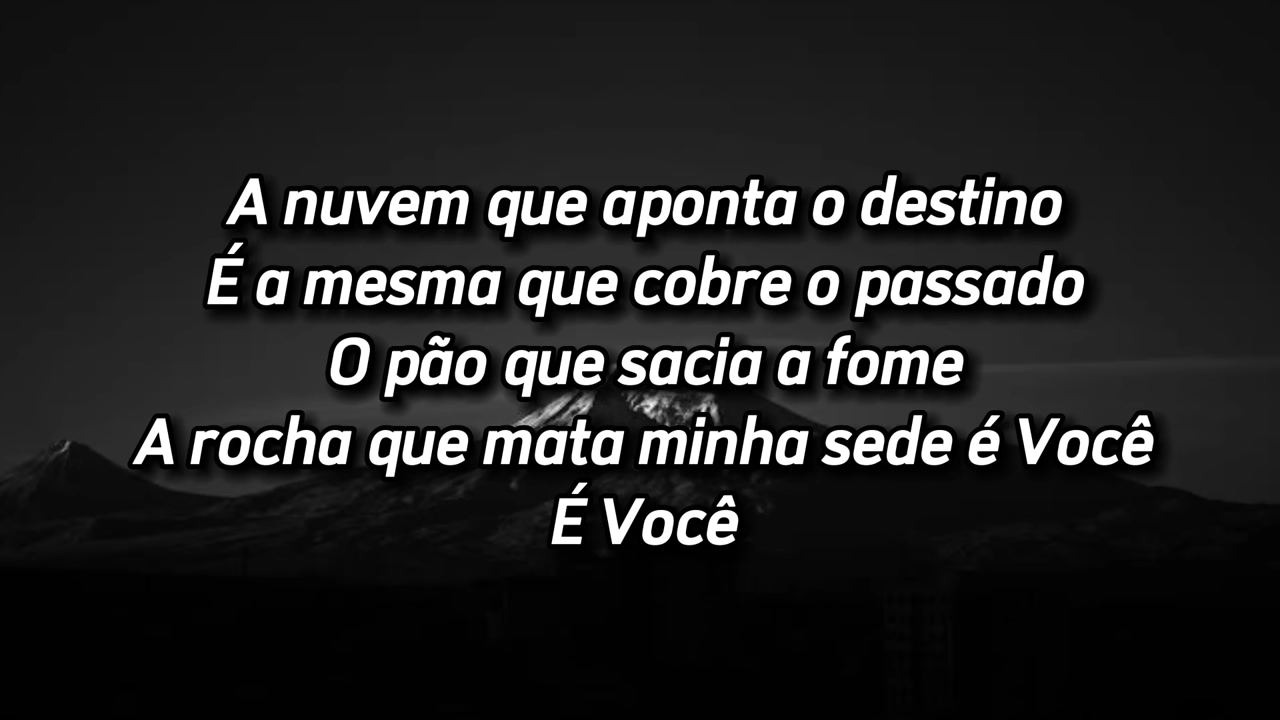 A nuvem que aponta o destino
É a mesma que cobre o passado
O pão que sacia a fome
A rocha que mata minha sede é Você
É Você